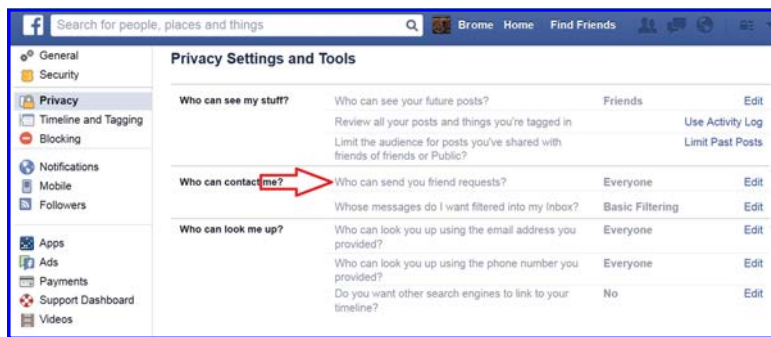 f Search for people, places and things Brome Home Find Friends
General
Security
Privacy
Timeline and Tagging
Blocking
Notifications
Mobile
Followers
Apps
Ads
Payments
Support Dashboard
Videos
Privacy Settings and Tools
Who can see my stuff? Who can see your future posts? Friends Edit
Review all your posts and things you're tagged in Use Activity Log
Limit the audience for posts you've shared with Limit Past Posts
friends of friends or Public?
Who can contact me? Who can send you friend requests? Everyone Edit
Whose messages do I want filtered into my Inbox? Basic Filtering Edit
Who can look me up? Who can look you up using the email address you Everyone Edit
provided?
Who can look you up using the phone number you Everyone Edit
provided?
Do you want other search engines to link to your No Edit
timeline?